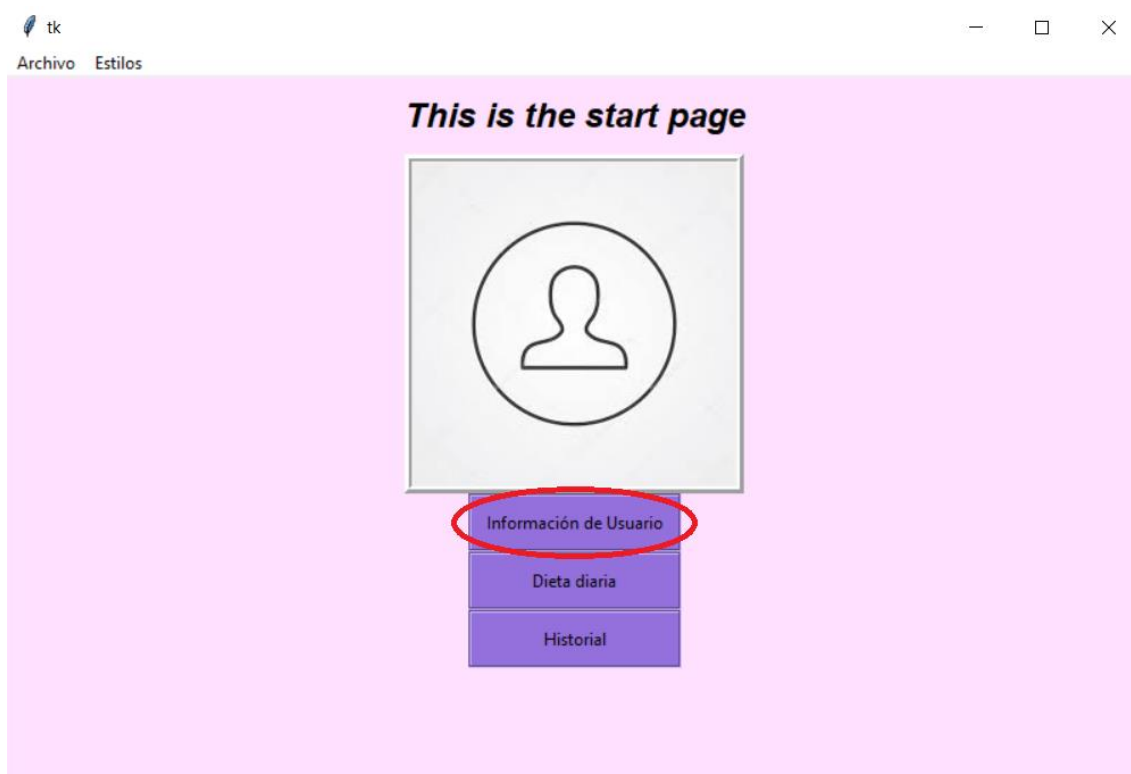 tk
Archivo Estilos
This is the start page
Información de Usuario
Dieta diaria
Historial